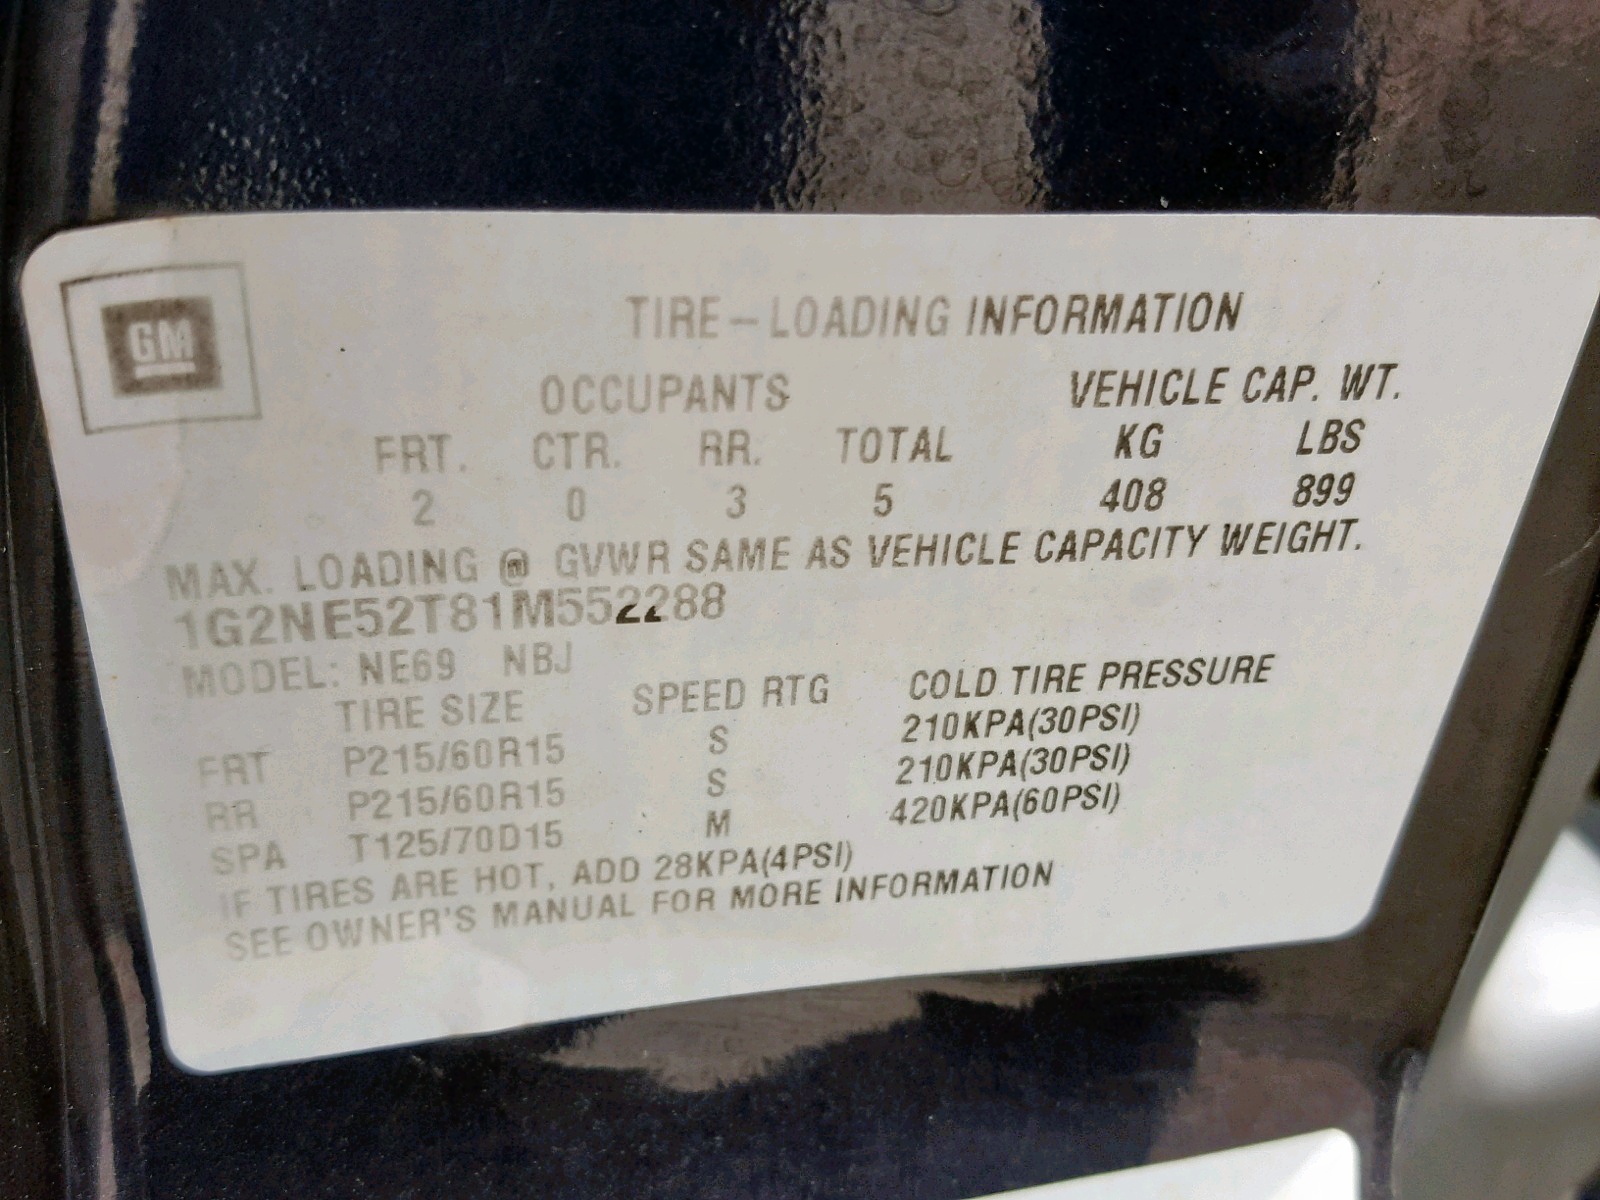 GM
TIRE-LOADING INFORMATION
OCCUPANTS VEHICLE CAP. WT.
FRT. CTR. RR. TOTAL KG LBS
2 0 3 5 408 899
MAX. LOADING @ GVWR SAME AS VEHICLE CAPACITY WEIGHT.
1G2NE52T81M552288
MODEL: NE69 NBJ
TIRE SIZE SPEED RTG COLD TIRE PRESSURE
FRT P215/60R15 S 210KPA(30PSI)
RR P215/60R15 S 210KPA(30PSI)
SPA T125/70D15 M 420KPA(60PSI)
IF TIRES ARE HOT, ADD 28KPA(4PSI)
SEE OWNER'S MANUAL FOR MORE INFORMATION